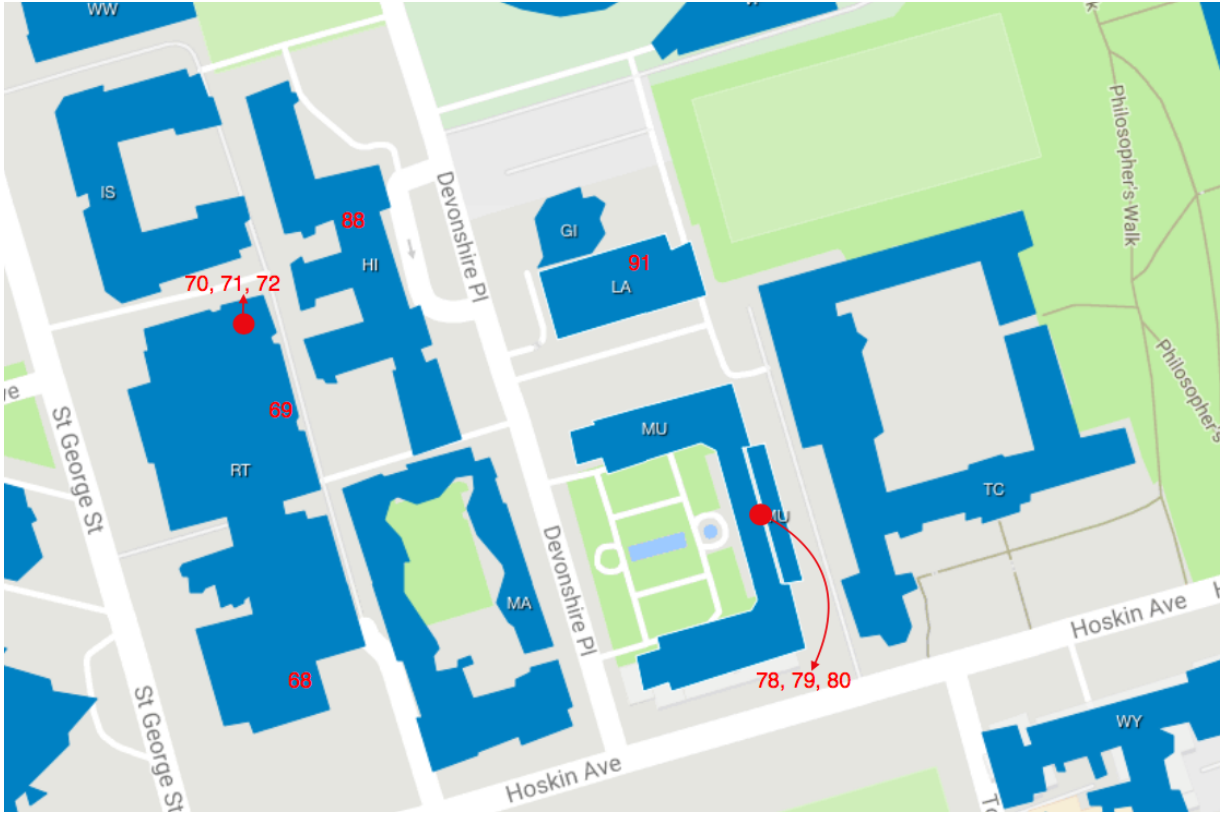 WW
IS
88
HI
70, 71, 72
69
RT
68
MA
Devonshire Pl
Devonshire Pl
GI
91
LA
MU
MU
78, 79, 80
TC
WY
Philosopher's Walk
Philosopher's
St George St
St George St
Hoskin Ave
Hoskin Ave